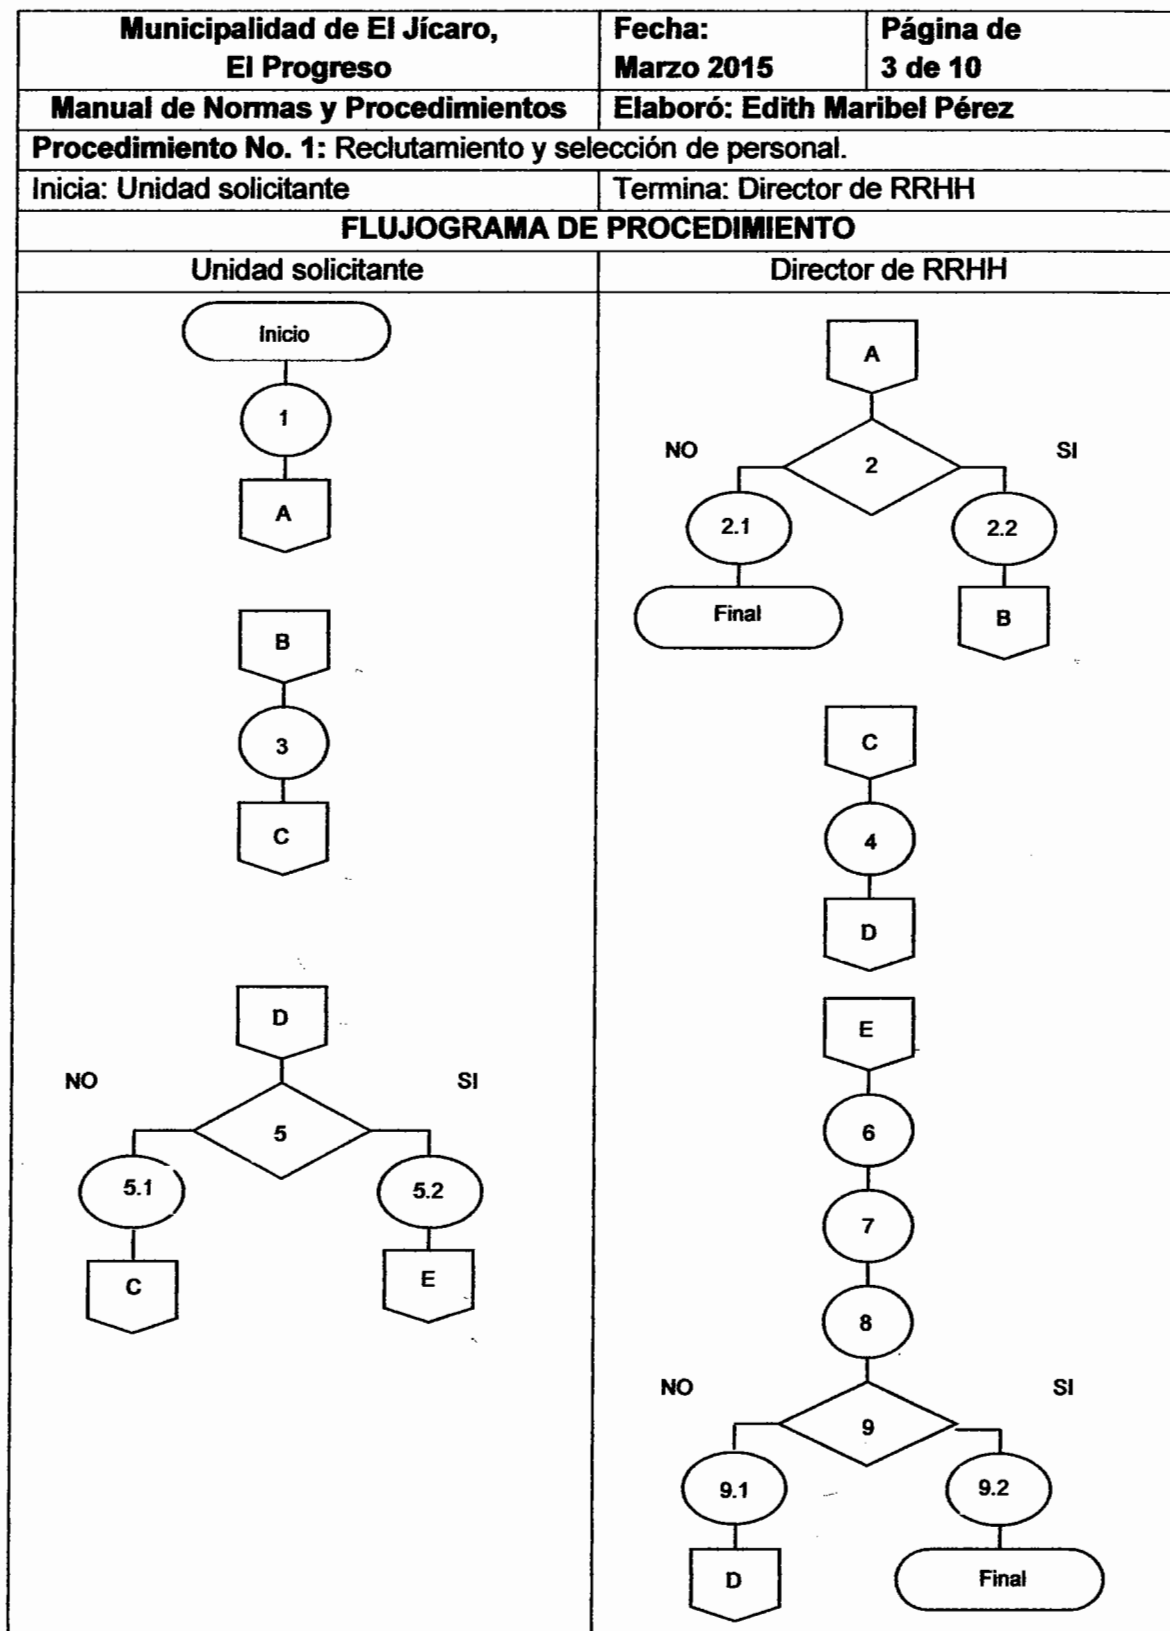 Municipalidad de El Jícaro,
El Progreso
Fecha:
Marzo 2015
Página de
3 de 10
Manual de Normas y Procedimientos
Elaboró: Edith Maribel Pérez
Procedimiento No. 1: Reclutamiento y selección de personal.
Inicia: Unidad solicitante
Termina: Director de RRHH
FLUJOGRAMA DE PROCEDIMIENTO
Unidad solicitante
Director de RRHH
Inicio
1
A
B
3
C
D
NO
SI
5
5.1
5.2
C
E
A
NO
SI
2
2.1
2.2
Final
B
C
4
D
E
6
7
8
NO
SI
9
9.1
9.2
D
Final